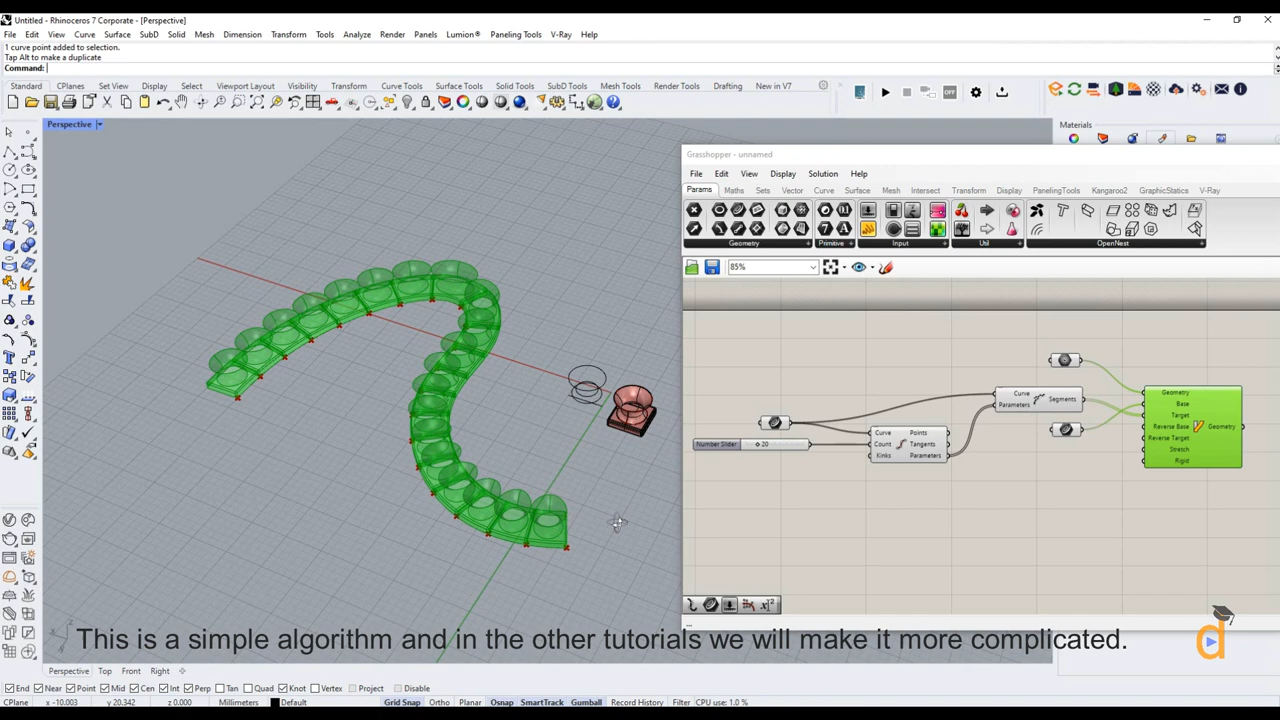 Untitled - Rhinoceros 7 Corporate - [Perspective]
File Edit View Curve Surface SubD Solid Mesh Dimension Transform Tools Analyze Render Panels Lumion® Paneling Tools V-Ray Help
1 curve point added to selection.
Tap Alt to make a duplicate
Command:
Standard CPlanes Set View Display Select Viewport Layout Visibility Transform Curve Tools Surface Tools Solid Tools SubD Tools Mesh Tools Render Tools Drafting New in V7
OFF
Perspective
Materials
Grasshopper - unnamed
File Edit View Display Solution Help
Params Maths Sets Vector Curve Surface Mesh Intersect Transform Display PanelingTools Kangaroo2 GraphicStatics V-Ray
Geometry Primitive Input Util OpenNest
85%
Curve
Parameters
Segments
Geometry
Base
Target
Reverse Base
Reverse Target
Stretch
Rigid
Geometry
Curve
Count
Kinks
Points
Tangents
Parameters
Number Slider 20
This is a simple algorithm and in the other tutorials we will make it more complicated.
Perspective Top Front Right
End Near Point Mid Cen Int Perp Tan Quad Knot Vertex Project Disable
CPlane x -10.003 y 20.342 z 0.000 Millimeters Default Grid Snap Ortho Planar Osnap SmartTrack Gumball Record History Filter CPU use: 1.0 %